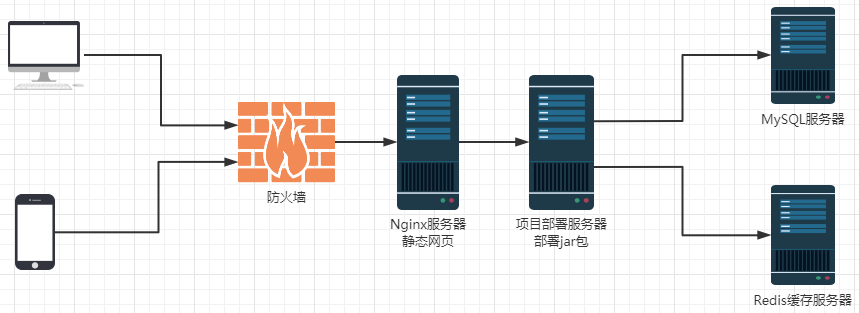 MySQL服务器
防火墙
Nginx服务器
静态网页
项目部署服务器
部署jar包
Redis缓存服务器